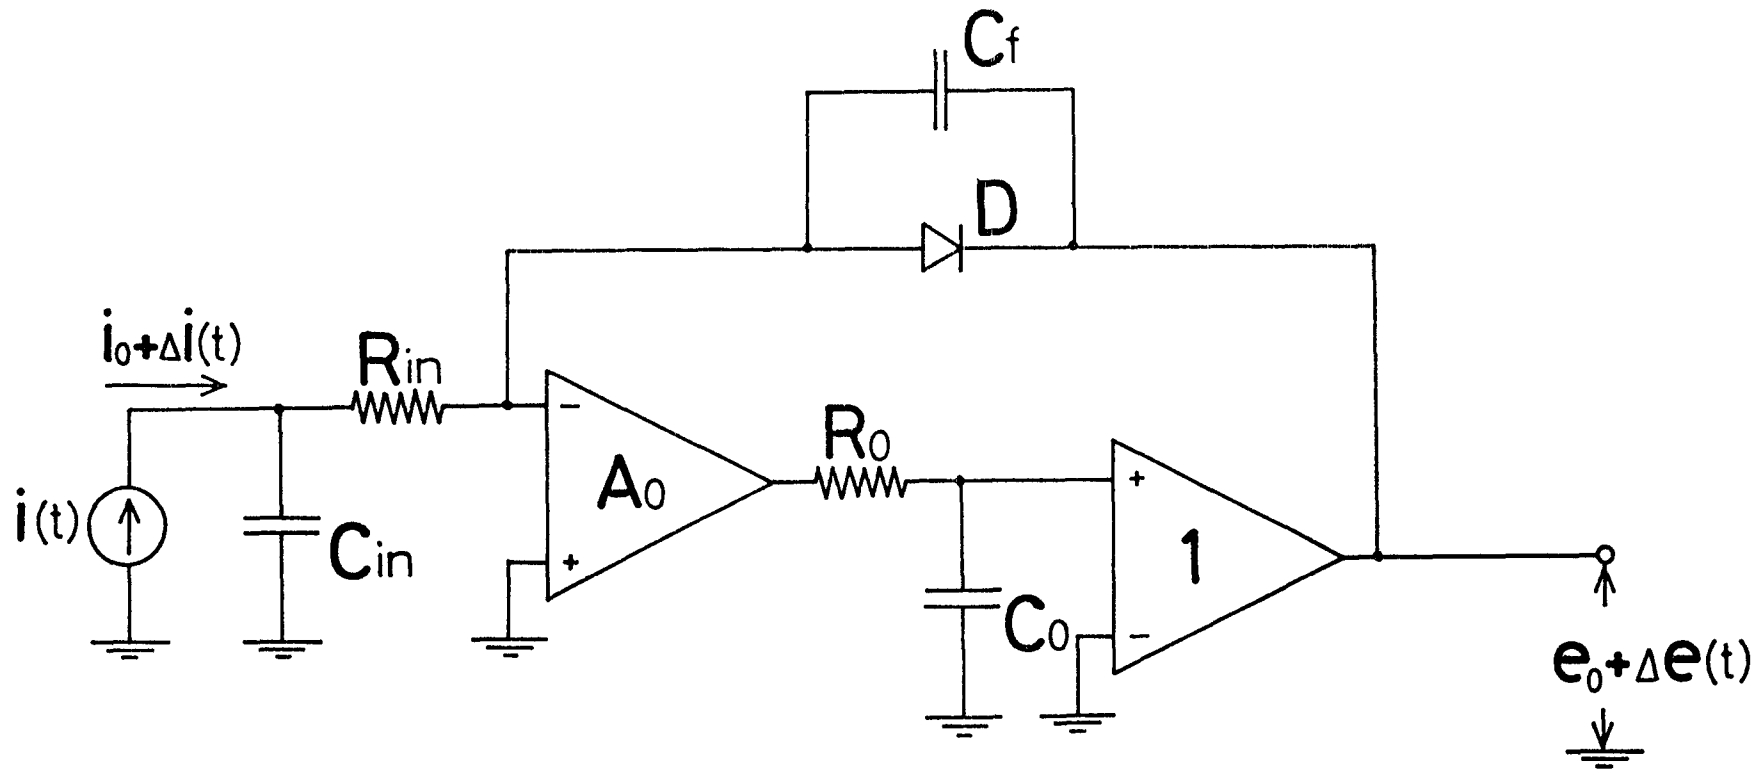 Cf
D
i₀+Δi(t)
Rin
−
R₀
A₀
+
i(t)
Cin
+
1
C₀
−
e₀+Δe(t)